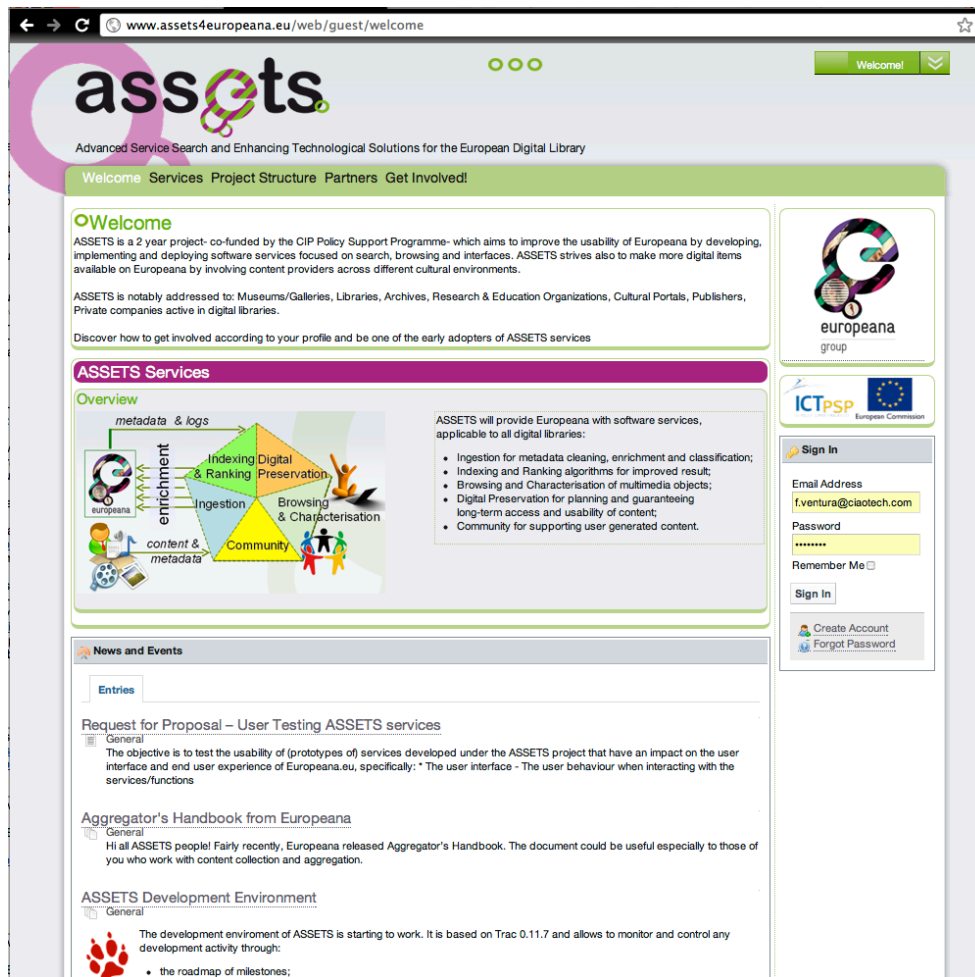 www.assets4europeana.eu/web/guest/welcome
assets
Welcome!
Advanced Service Search and Enhancing Technological Solutions for the European Digital Library
Welcome Services Project Structure Partners Get Involved!
Welcome
ASSETS is a 2 year project- co-funded by the CIP Policy Support Programme- which aims to improve the usability of Europeana by developing,
implementing and deploying software services focused on search, browsing and interfaces. ASSETS strives also to make more digital items
available on Europeana by involving content providers across different cultural environments.
ASSETS is notably addressed to: Museums/Galleries, Libraries, Archives, Research & Education Organizations, Cultural Portals, Publishers,
Private companies active in digital libraries.
Discover how to get involved according to your profile and be one of the early adopters of ASSETS services
ASSETS Services
Overview
metadata & logs
europeana
enrichment
Indexing
& Ranking
Digital
Preservation
Ingestion
Browsing
& Characterisation
Community
content &
metadata
ASSETS will provide Europeana with software services,
applicable to all digital libraries:
• Ingestion for metadata cleaning, enrichment and classification;
• Indexing and Ranking algorithms for improved result;
• Browsing and Characterisation of multimedia objects;
• Digital Preservation for planning and guaranteeing
long-term access and usability of content;
• Community for supporting user generated content.
News and Events
Entries
Request for Proposal – User Testing ASSETS services
General
The objective is to test the usability of (prototypes of) services developed under the ASSETS project that have an impact on the user
interface and end user experience of Europeana.eu, specifically: * The user interface - The user behaviour when interacting with the
services/functions
Aggregator's Handbook from Europeana
General
Hi all ASSETS people! Fairly recently, Europeana released Aggregator's Handbook. The document could be useful especially to those of
you who work with content collection and aggregation.
ASSETS Development Environment
General
The development enviroment of ASSETS is starting to work. It is based on Trac 0.11.7 and allows to monitor and control any
development activity through:
• the roadmap of milestones;
europeana
group
ICTPSP
European Commission
Sign In
Email Address
f.ventura@ciaotech.com
Password
••••••••
Remember Me
Sign In
Create Account
Forgot Password